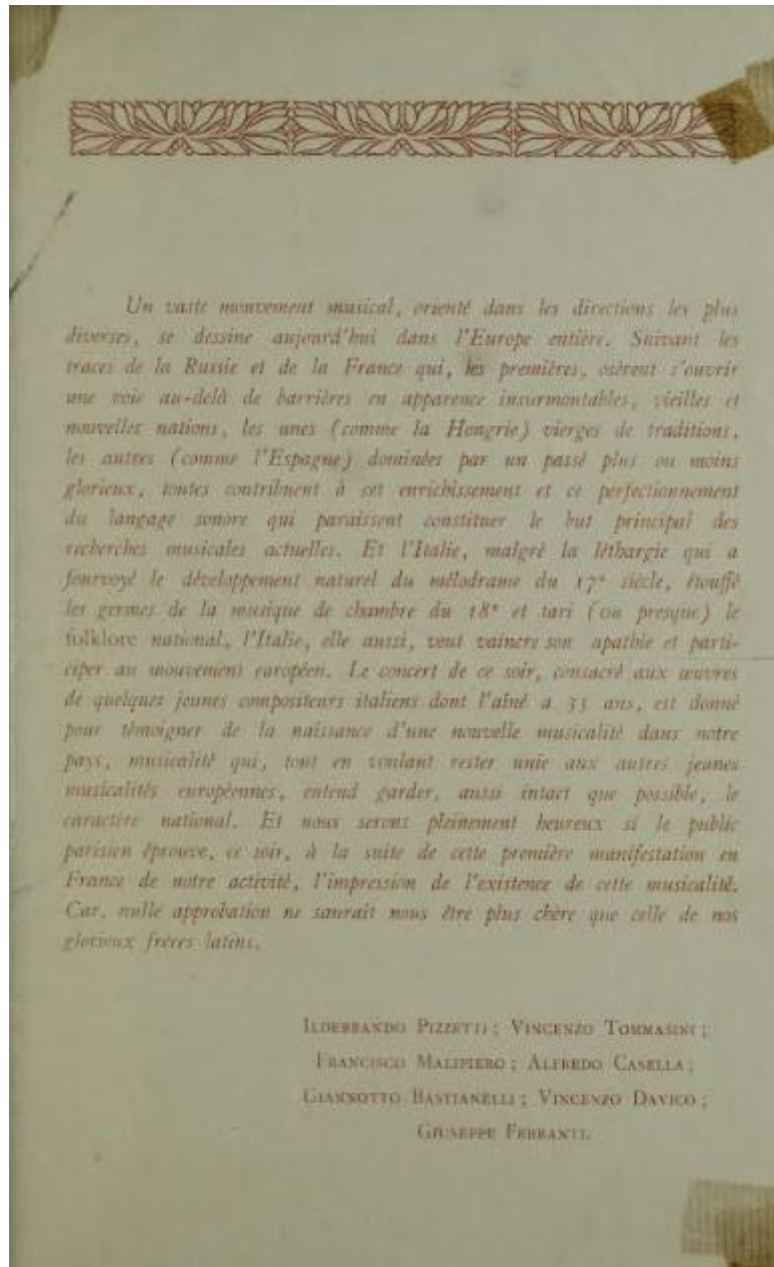 Un vaste mouvement musical, orienté dans les directions les plus
diverses, se dessine aujourd'hui dans l'Europe entière. Suivant les
traces de la Russie et de la France qui, les premières, osèrent s'ouvrir
une voie au-delà de barrières en apparence insurmontables, vieilles et
nouvelles nations, les unes (comme la Hongrie) vierges de traditions,
les autres (comme l'Espagne) dominées par un passé plus ou moins
glorieux, toutes contribuent à cet enrichissement et ce perfectionnement
du langage sonore qui paraissent constituer le but principal des
recherches musicales actuelles. Et l'Italie, malgré la léthargie qui a
fourvoyé le développement naturel du mélodrame du 17e siècle, étouffé
les germes de la musique de chambre du 18e et tari (ou presque) le
folklore national, l'Italie, elle aussi, veut vaincre son apathie et parti-
ciper au mouvement européen. Le concert de ce soir, consacré aux œuvres
de quelques jeunes compositeurs italiens dont l'aîné a 35 ans, est donné
pour témoigner de la naissance d'une nouvelle musicalité dans notre
pays, musicalité qui, tout en voulant rester unie aux autres jeunes
musicalités européennes, entend garder, aussi intact que possible, le
caractère national. Et nous serons pleinement heureux si le public
parisien éprouve, ce soir, à la suite de cette première manifestation en
France de notre activité, l'impression de l'existence de cette musicalité.
Car, nulle approbation ne saurait nous être plus chère que celle de nos
glorieux frères latins.
ILDEBRANDO PIZZETTI ; VINCENZO TOMMASINI ;
FRANCISCO MALIPIERO ; ALFREDO CASELLA ;
GIANNOTTO BASTIANELLI ; VINCENZO DAVICO ;
GIUSEPPE FERRANTI.